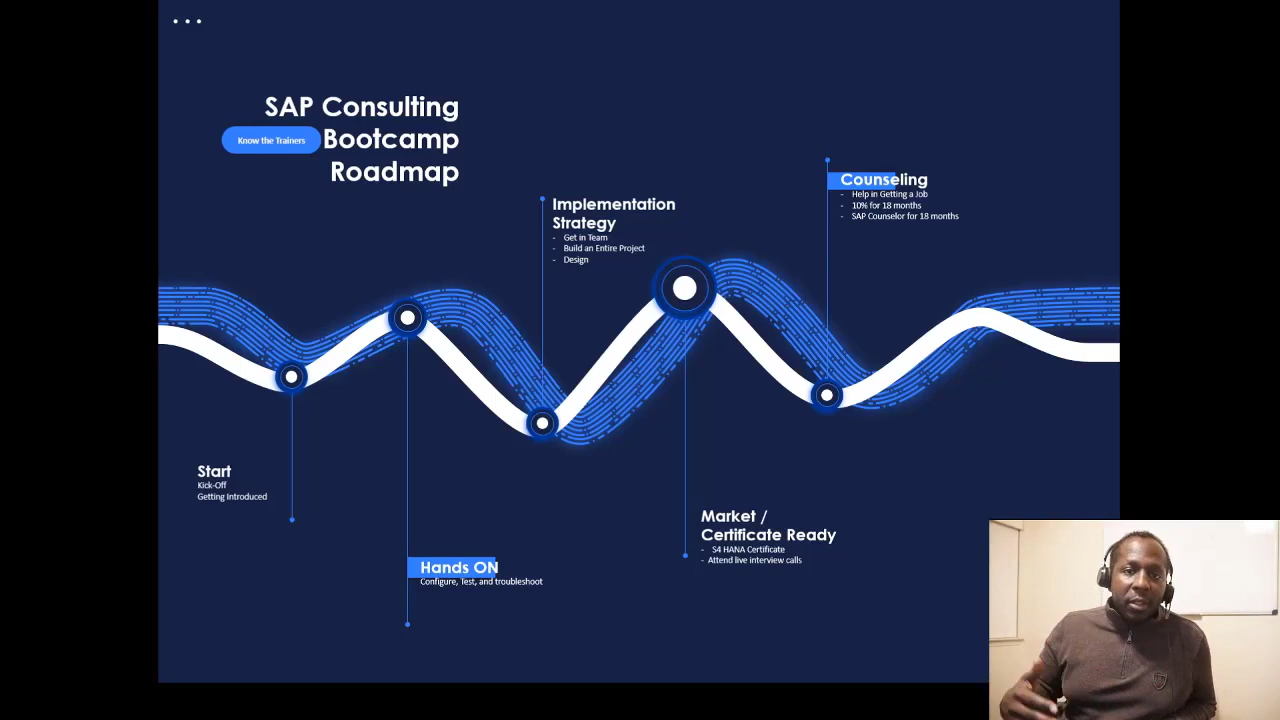 SAP Consulting
Know the Trainers
Bootcamp
Roadmap
Counseling
- Help in Getting a Job
- 10% for 18 months
- SAP Counselor for 18 months
Implementation
Strategy
- Get in Team
- Build an Entire Project
- Design
Start
Kick-Off
Getting Introduced
Market /
Certificate Ready
- S4 HANA Certificate
- Attend live interview calls
Hands ON
Configure, Test, and troubleshoot